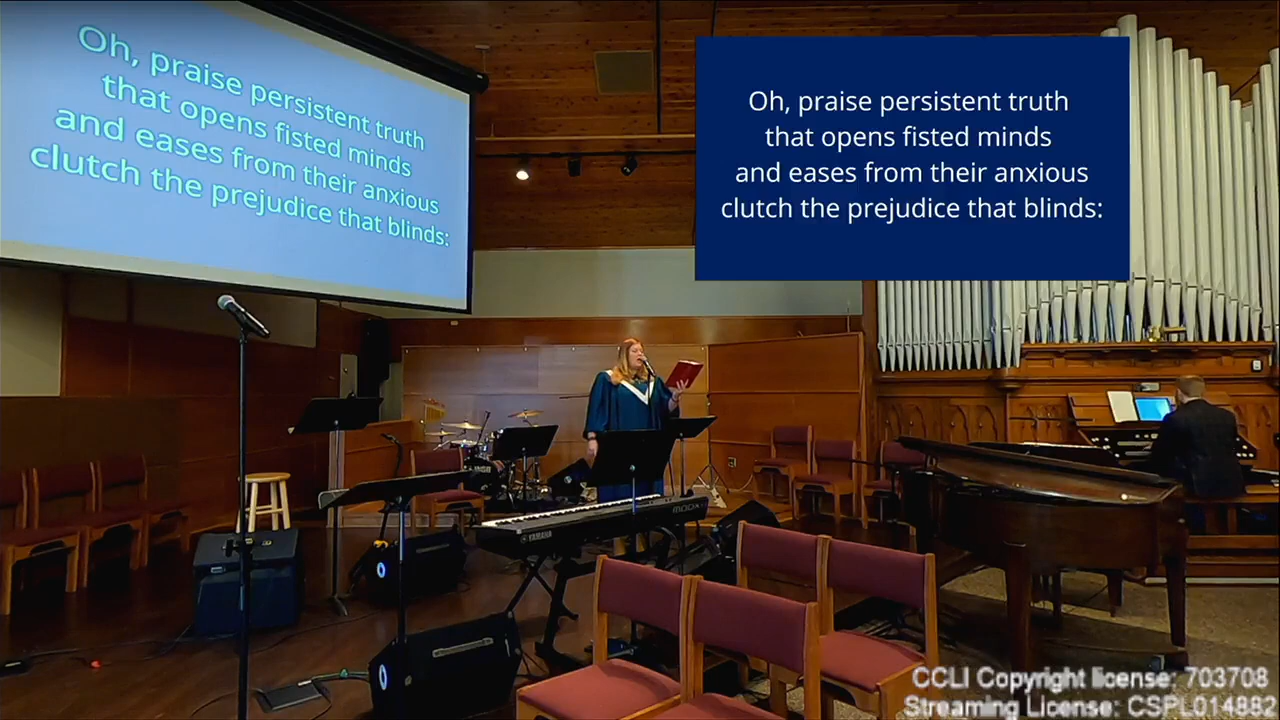 Oh, praise persistent truth
that opens fisted minds
and eases from their anxious
clutch the prejudice that blinds:
Oh, praise persistent truth
that opens fisted minds
and eases from their anxious
clutch the prejudice that blinds:
YAMAHA
MODX
CCLI Copyright license: 703708
Streaming License: CSPL014882